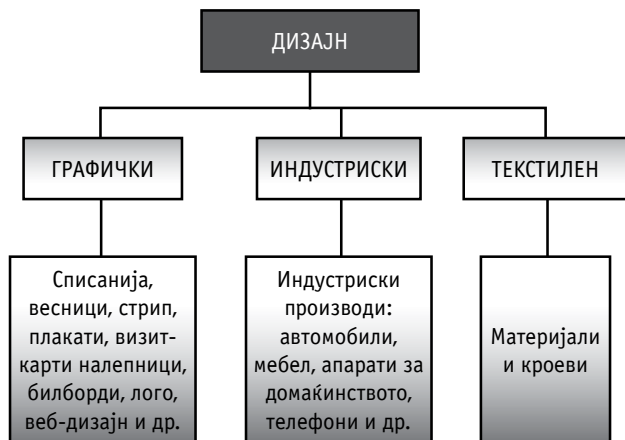 ДИЗАЈН
ГРАФИЧКИ
ИНДУСТРИСКИ
ТЕКСТИЛЕН
Списанија,
весници, стрип,
плакати, визит-
карти налепници,
билборди, лого,
веб-дизајн и др.
Индустриски
производи:
автомобили,
мебел, апарати за
домаќинството,
телефони и др.
Материјали
и кроеви